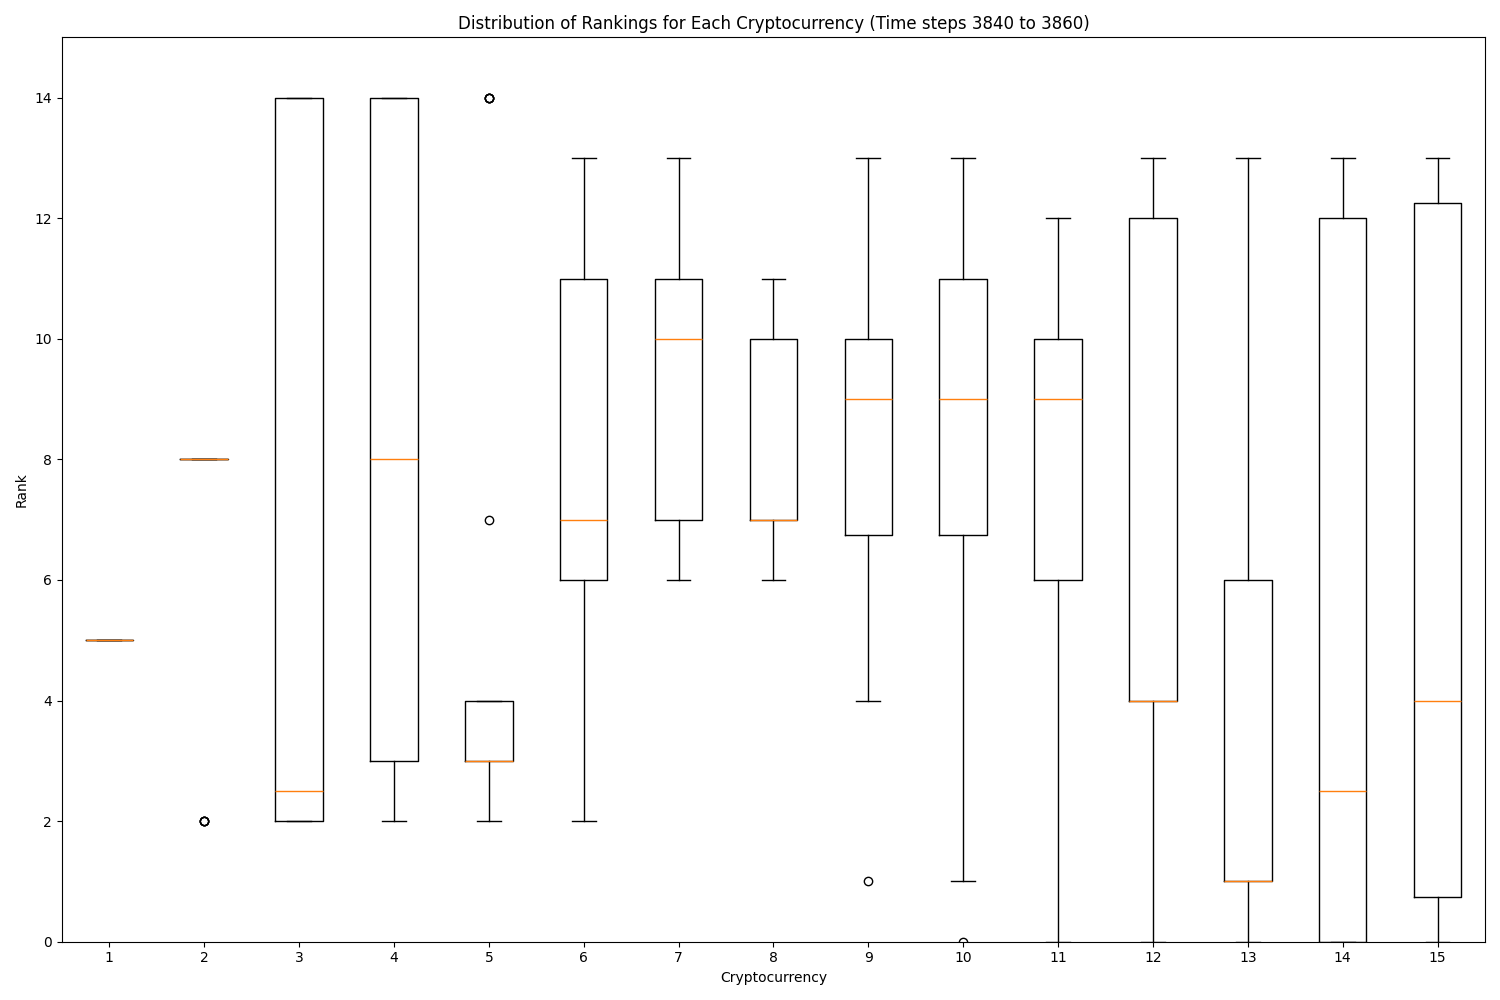 Distribution of Rankings for Each Cryptocurrency (Time steps 3840 to 3860)
Rank
14
12
10
8
6
4
2
0
1 2 3 4 5 6 7 8 9 10 11 12 13 14 15
Cryptocurrency